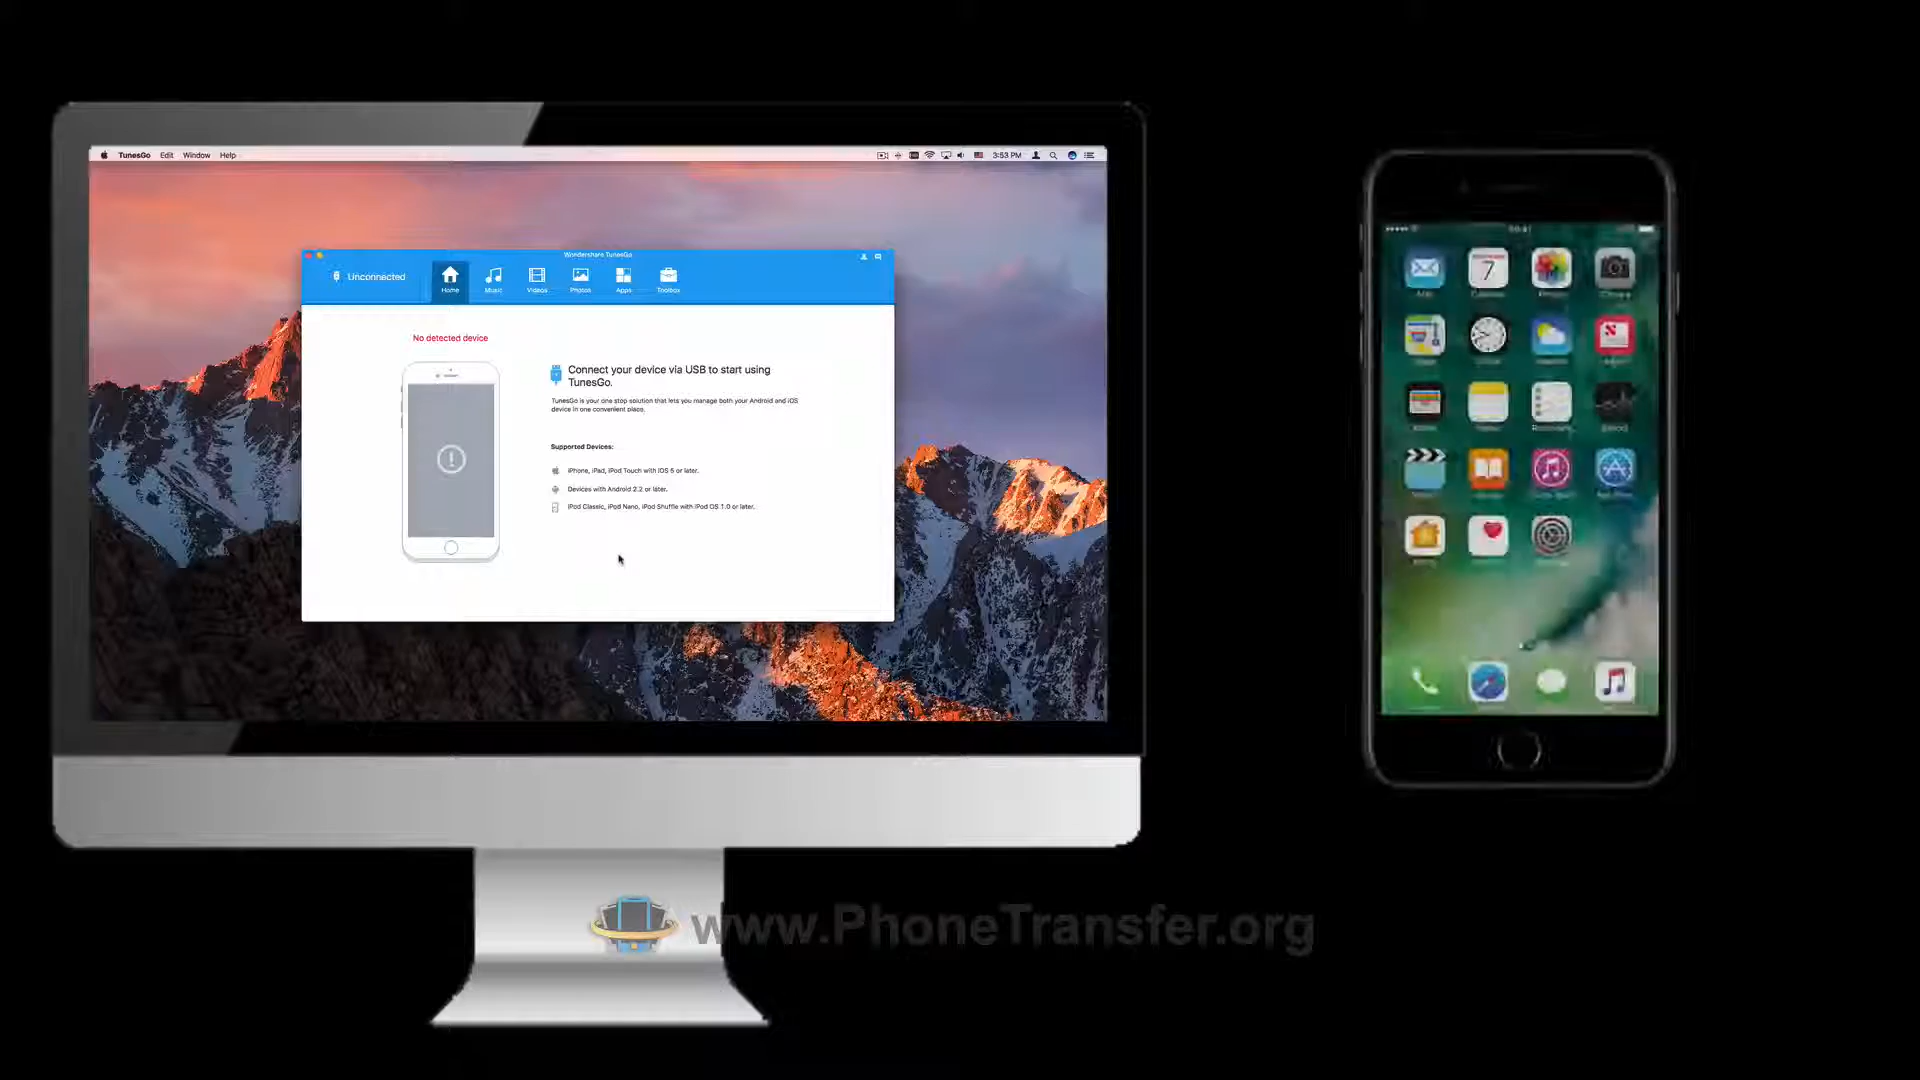 TunesGo Edit Window Help
3:53 PM
Wondershare TunesGo
Unconnected
Home Music Videos Photos Apps Toolbox
No detected device
Connect your device via USB to start using
TunesGo.
TunesGo is your one stop solution that lets you manage both your Android and iOS
device in one convenient place.
Supported Devices:
iPhone, iPad, iPod Touch with iOS 5 or later.
Devices with Android 2.2 or later.
iPod Classic, iPod Nano, iPod Shuffle with iPod OS 1.0 or later.
7
www.PhoneTransfer.org